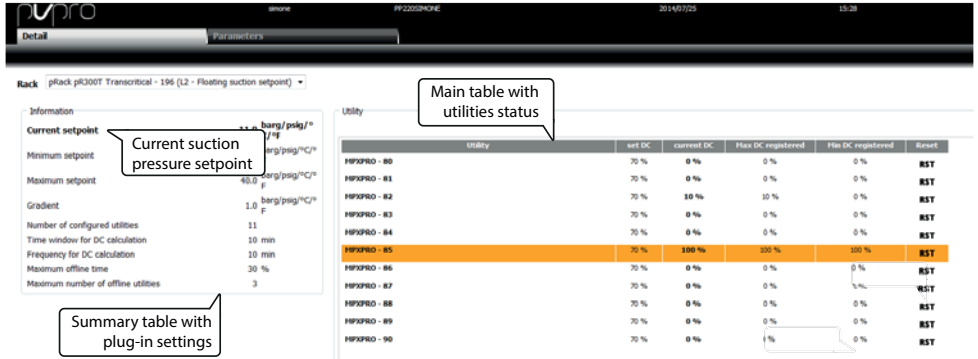 pvpro simone PP220SIMONE 2014/07/25 15:28
Detail Parameters
Rack pRack pR300T Transcritical - 196 (L2 - Floating suction setpoint)
Information
Current setpoint barg/psig/°
Minimum setpoint barg/psig/°C/°
Maximum setpoint 40.0 barg/psig/°C/°
F
Gradient 1.0 barg/psig/°C/°
F
Number of configured utilities 11
Time window for DC calculation 10 min
Frequency for DC calculation 10 min
Maximum offline time 30 %
Maximum number of offline utilities 3
Current suction
pressure setpoint
Summary table with
plug-in settings
Main table with
utilities status
Utility
Utility set DC current DC Max DC registered Min DC registered Reset
MPXPRO - 80 70 % 0 % 0 % 0 % RST
MPXPRO - 81 70 % 0 % 0 % 0 % RST
MPXPRO - 82 70 % 10 % 10 % 0 % RST
MPXPRO - 83 70 % 0 % 0 % 0 % RST
MPXPRO - 84 70 % 0 % 0 % 0 % RST
MPXPRO - 85 70 % 100 % 100 % 100 % RST
MPXPRO - 86 70 % 0 % 0 % 0 % RST
MPXPRO - 87 70 % 0 % 0 % RST
MPXPRO - 88 70 % 0 % 0 % 0 % RST
MPXPRO - 89 70 % 0 % 0 % 0 % RST
MPXPRO - 90 70 % 0 % % 0 % RST